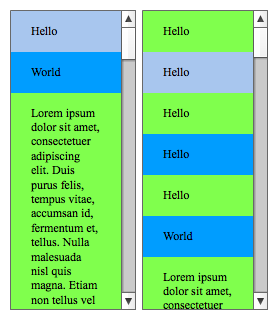 Hello
World
Lorem ipsum
dolor sit amet,
consectetuer
adipiscing
elit. Duis
purus felis,
tempus vitae,
accumsan id,
fermentum et,
tellus. Nulla
malesuada
nisl quis
magna. Etiam
non tellus vel
Hello
Hello
Hello
Hello
Hello
World
Lorem ipsum
dolor sit amet,
consectetuer